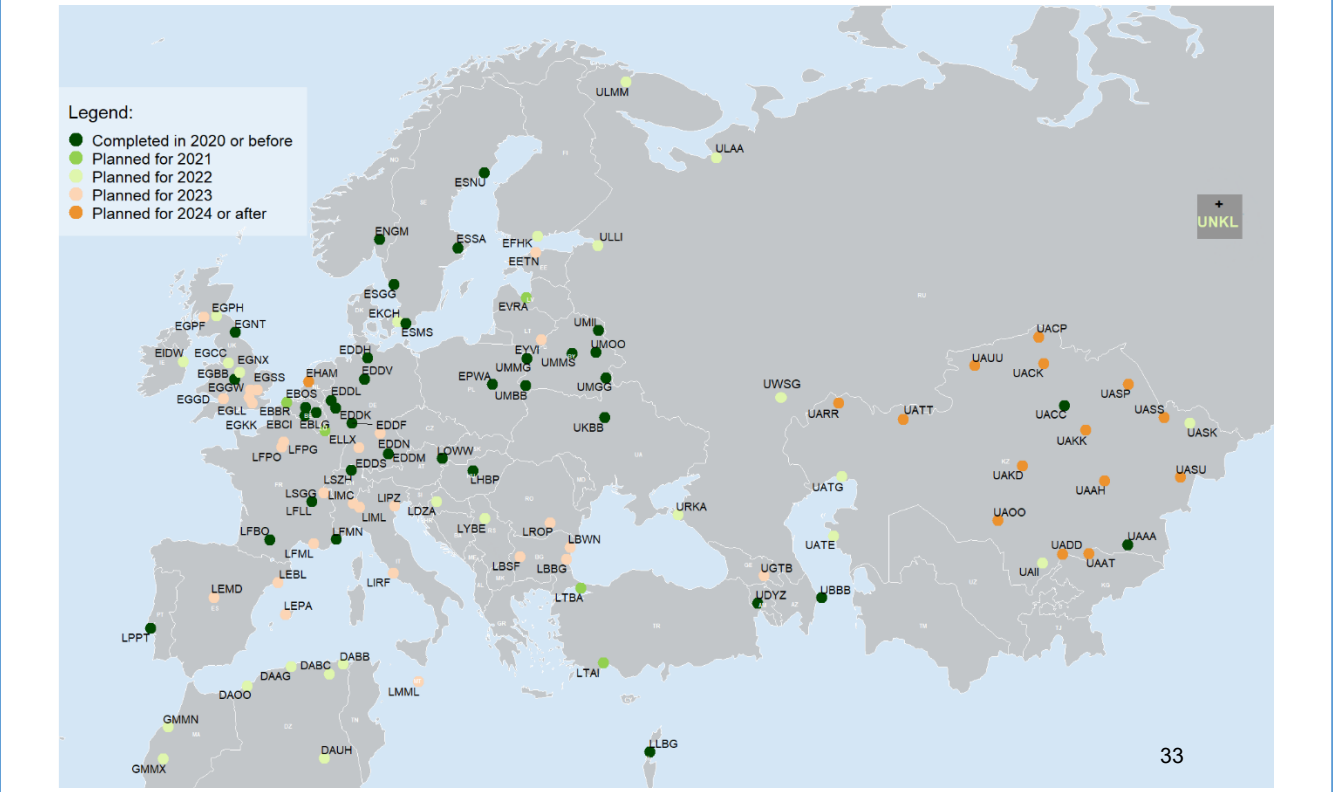 Legend:
Completed in 2020 or before
Planned for 2021
Planned for 2022
Planned for 2023
Planned for 2024 or after
ULMM
ULAA
ESNU
+
UNKL
ENGM
ESSA
EFHK
ULLI
EETN
ESGG
EVRA
EKCH
ESMS
EGPH
EGPF
EGNT
UMII
UMOO
EIDW
EGCC
EGNX
EDDH
EYVI
UMMS
UMMG
EGBB
EGSS
EHAM
EDDV
EPWA
UMBB
UMGG
EGGW
EBOS
EDDL
EGGD
EGLL
EBBR
EDDK
UKBB
EGKK
EBCI
EBLG
EDDF
ELLX
EDDN
LFPG
LFPO
EDDM
LOWW
EDDS
LSZH
LHBP
LSGG
LIMC
LIPZ
LFLL
LIML
LDZA
LYBE
LFBO
LFMN
LROP
LBWN
LFML
LBSF
LBBG
LEBL
LIRF
LEMD
LEPA
LTBA
LPPT
UACP
UAUU
UACK
UASP
UWSG
UARR
UATT
UACC
UASS
UASK
UAKK
UAKD
UASU
UATG
UAAH
URKA
UAOO
UATE
UAAA
UADD
UAAT
UAII
UGTB
UDYZ
UBBB
DABB
DABC
DAAG
DAOO
LMML
LTAI
GMMN
GMMX
DAUH
LLBG
33